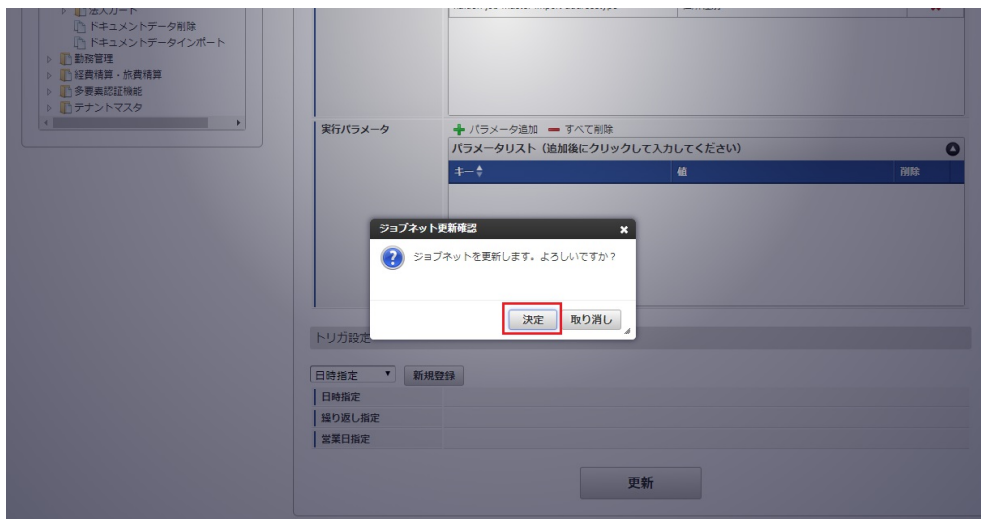 法人カード
ドキュメントデータ削除
ドキュメントデータインポート
勤務管理
経費積算・旅費積算
多要素認証機能
テナントマスタ
実行パラメータ
パラメータ追加 すべて削除
パラメータリスト（追加後にクリックして入力してください）
キー 値 削除
ジョブネット更新確認
ジョブネットを更新します。よろしいですか？
決定 取り消し
トリガ設定
日時指定 新規登録
日時指定
繰り返し指定
営業日指定
更新